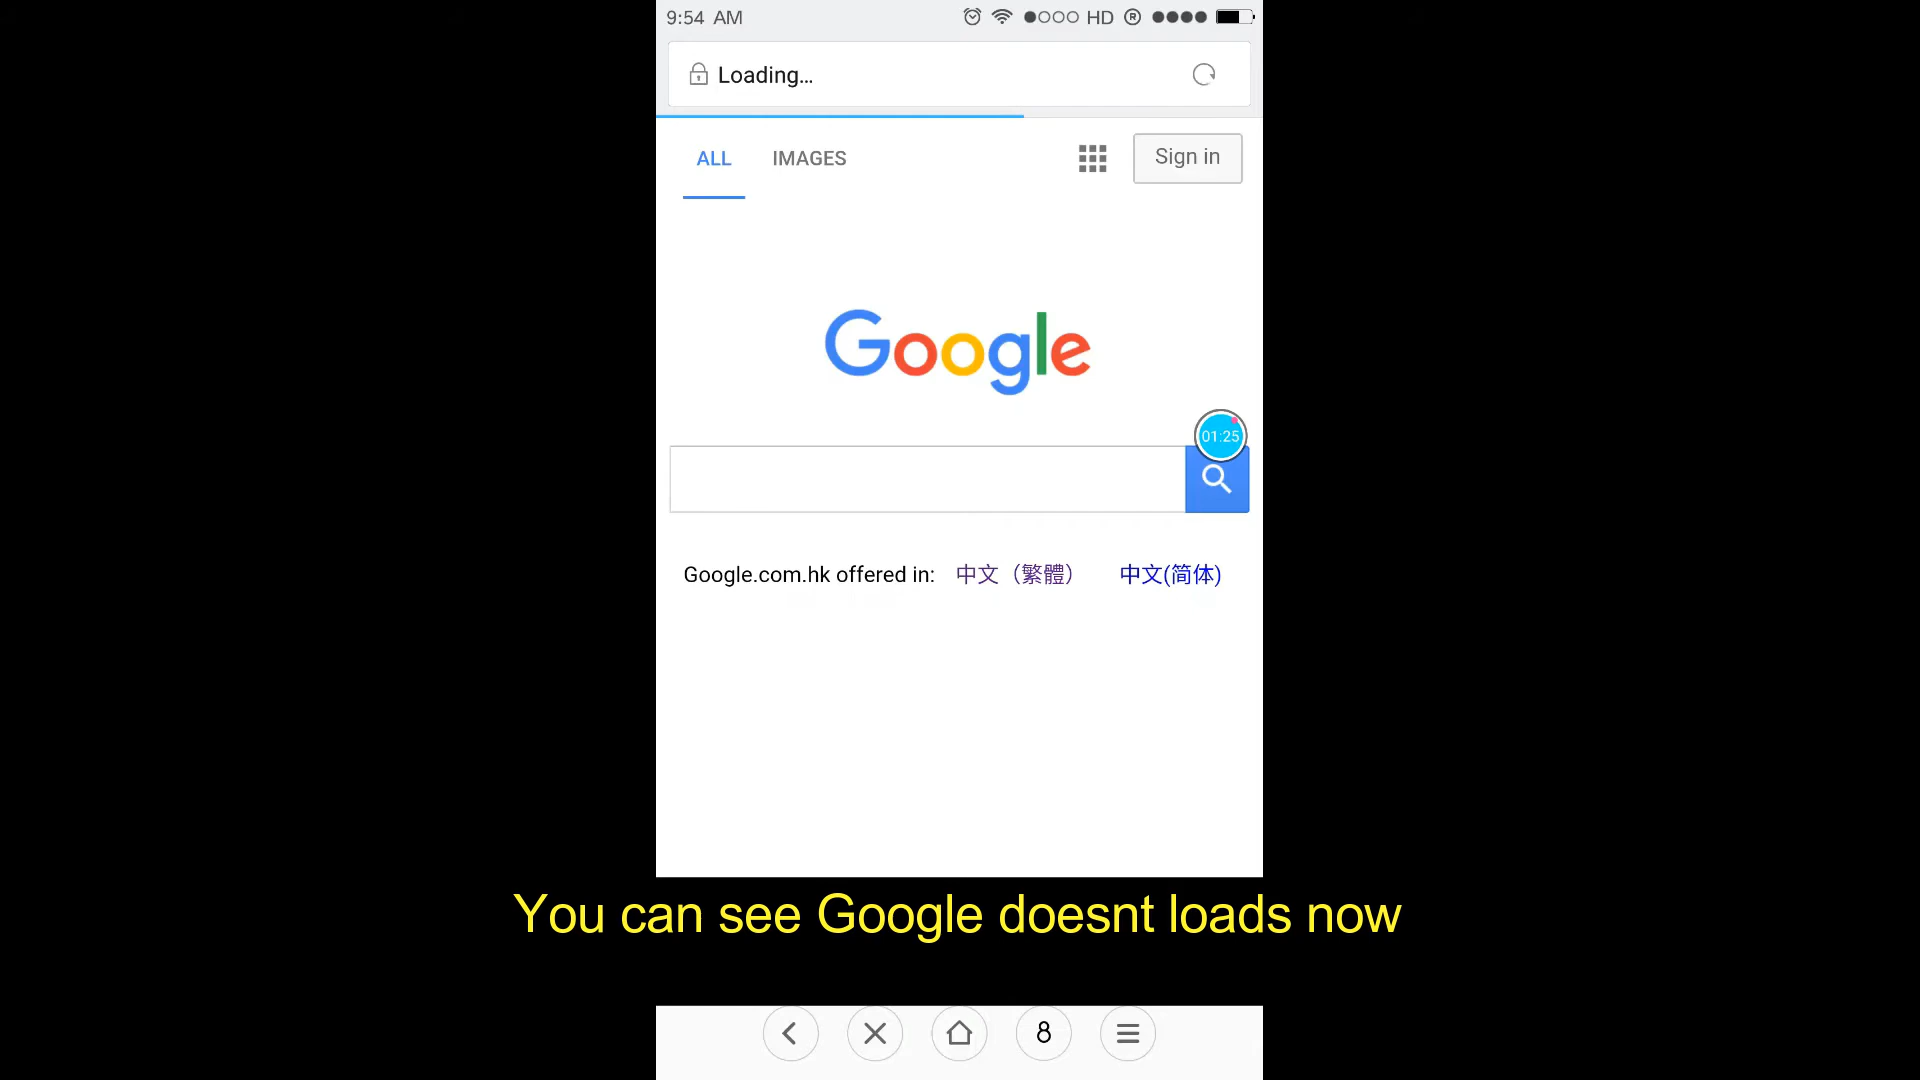 9:54 AM HD ®
Loading...
ALL IMAGES Sign in
Google
01:25
Google.com.hk offered in: 中文（繁體） 中文(简体)
You can see Google doesnt loads now
8